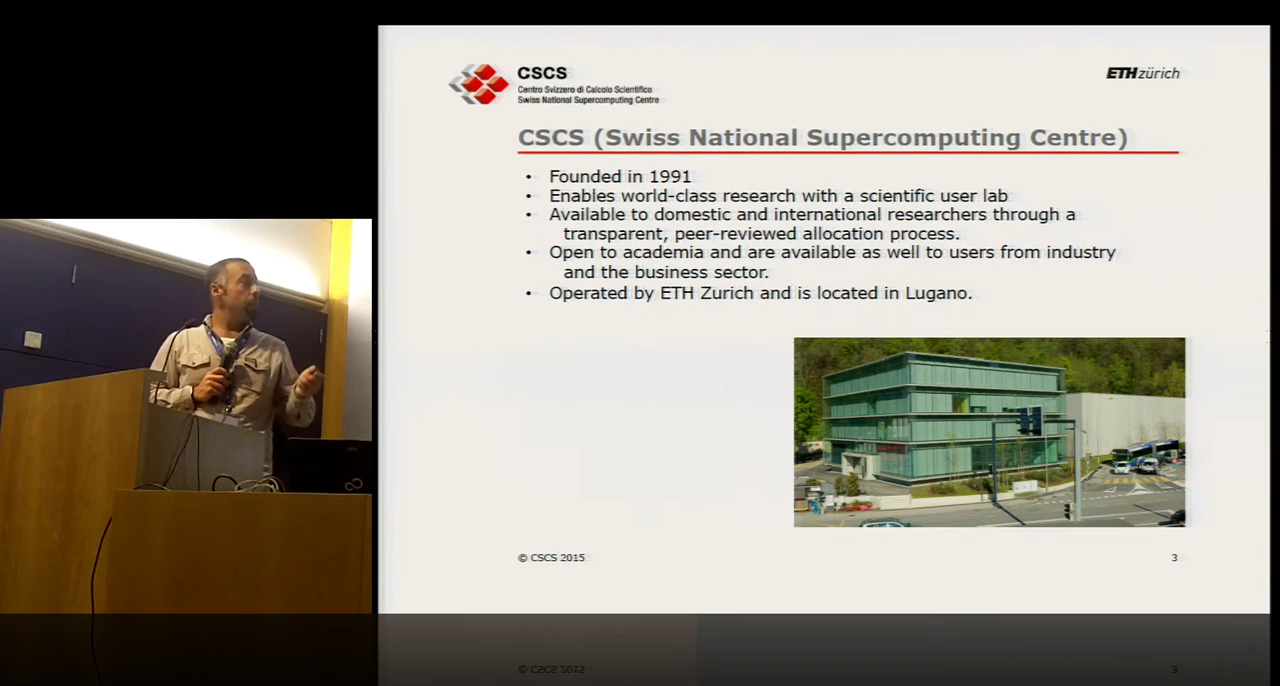 CSCS
Centro Svizzero di Calcolo Scientifico
Swiss National Supercomputing Centre
ETH zürich
CSCS (Swiss National Supercomputing Centre)
• Founded in 1991
• Enables world-class research with a scientific user lab
• Available to domestic and international researchers through a
transparent, peer-reviewed allocation process.
• Open to academia and are available as well to users from industry
and the business sector.
• Operated by ETH Zurich and is located in Lugano.
© CSCS 2015
3